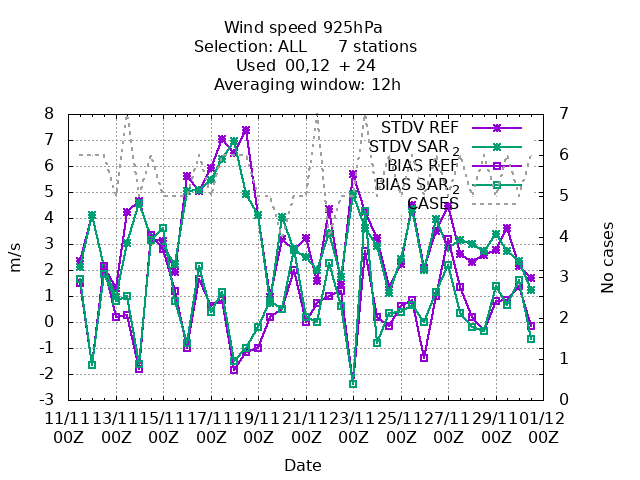 Wind speed 925hPa
Selection: ALL 7 stations
Used 00,12 + 24
Averaging window: 12h
8 7
7
6
5
4
3
2
1
0
-1
-2
-3
6
5
4
3
2
1
0
STDV REF
STDV SAR 2
BIAS REF
BIAS SAR 2
CASES
m/s
No cases
11/11 13/11 15/11 17/11 19/11 21/11 23/11 25/11 27/11 29/11 01/12
00Z 00Z 00Z 00Z 00Z 00Z 00Z 00Z 00Z 00Z 00Z
Date